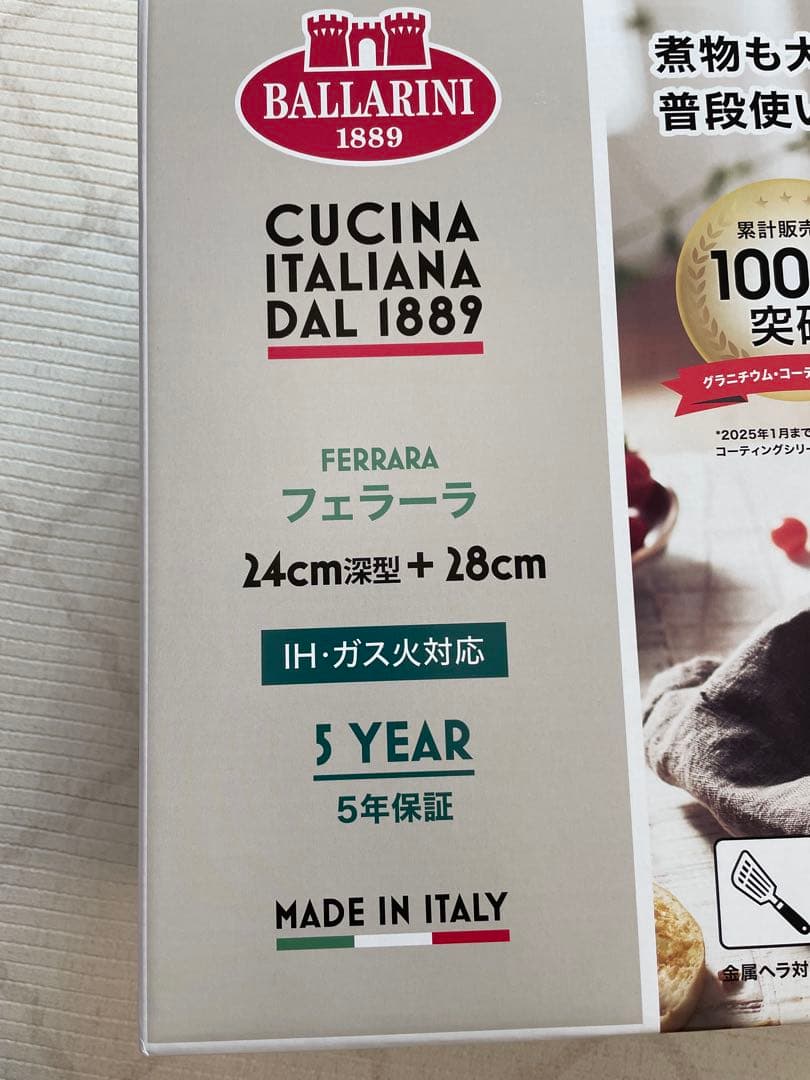 BALLARINI
1889
CUCINA
ITALIANA
DAL 1889
FERRARA
フェラーラ
24cm深型+28cm
IH・ガス火対応
5 YEAR
5年保証
MADE IN ITALY
煮物も
普段使い
累計販売
100
突破
グラニチウム・コー
*2025年1月まで
コーティングシリー
金属ヘラ対